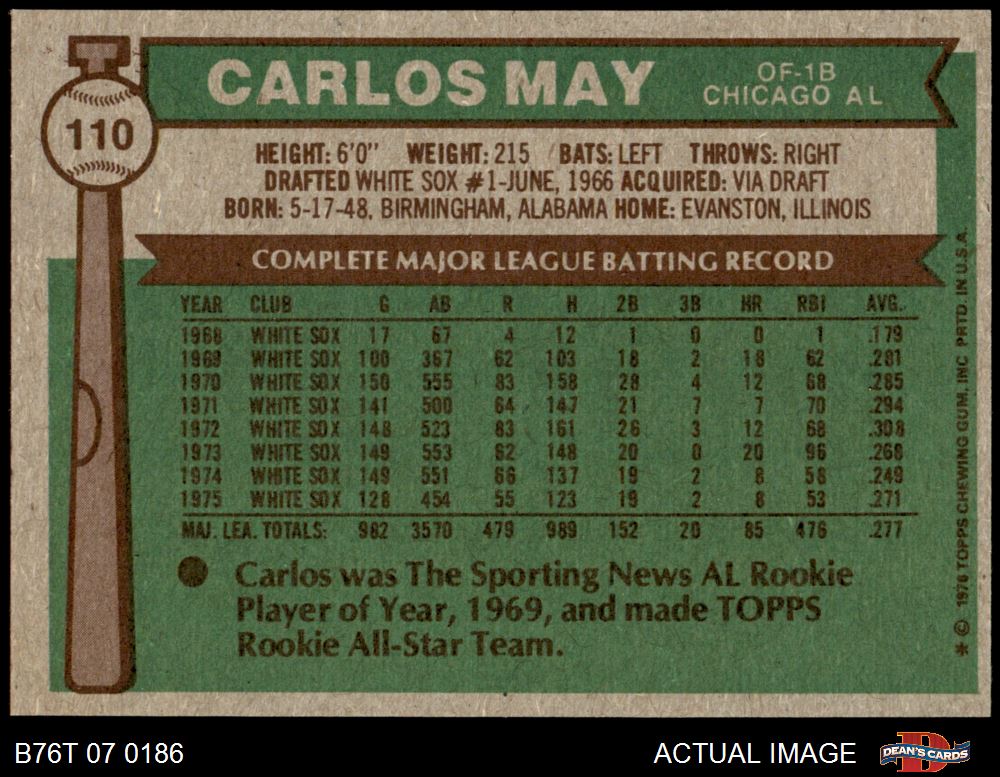 110
CARLOS MAY
OF-1B
CHICAGO AL
HEIGHT: 6'0" WEIGHT: 215 BATS: LEFT THROWS: RIGHT
DRAFTED WHITE SOX #1-JUNE, 1966 ACQUIRED: VIA DRAFT
BORN: 5-17-48, BIRMINGHAM, ALABAMA HOME: EVANSTON, ILLINOIS
COMPLETE MAJOR LEAGUE BATTING RECORD
YEAR CLUB G AB R H 2B 3B HR RBI AVG.
1968 WHITE SOX 17 67 4 12 1 0 0 1 .179
1969 WHITE SOX 100 367 62 103 18 2 18 62 .281
1970 WHITE SOX 150 555 83 158 28 4 12 68 .285
1971 WHITE SOX 141 500 64 147 21 7 7 70 .294
1972 WHITE SOX 148 523 83 161 26 3 12 68 .308
1973 WHITE SOX 149 553 62 148 20 0 20 96 .268
1974 WHITE SOX 149 551 66 137 19 2 8 58 .249
1975 WHITE SOX 128 454 55 123 19 2 8 53 .271
MAJ. LEA. TOTALS: 982 3570 479 989 152 20 85 476 .277
Carlos was The Sporting News AL Rookie
Player of Year, 1969, and made TOPPS
Rookie All-Star Team.
* © 1976 TOPPS CHEWING GUM, INC PRTD. IN U.S.A.
B76T 07 0186
ACTUAL IMAGE
DEAN'S CARDS